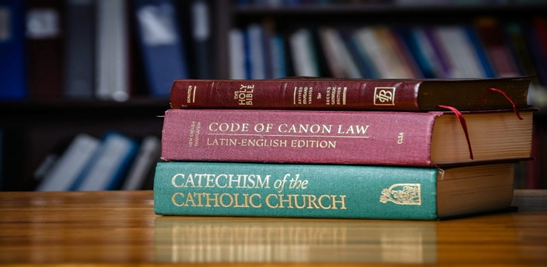 THE
HOLY
BIBLE
CODE OF CANON LAW
LATIN-ENGLISH EDITION
CATECHISM of the
CATHOLIC CHURCH